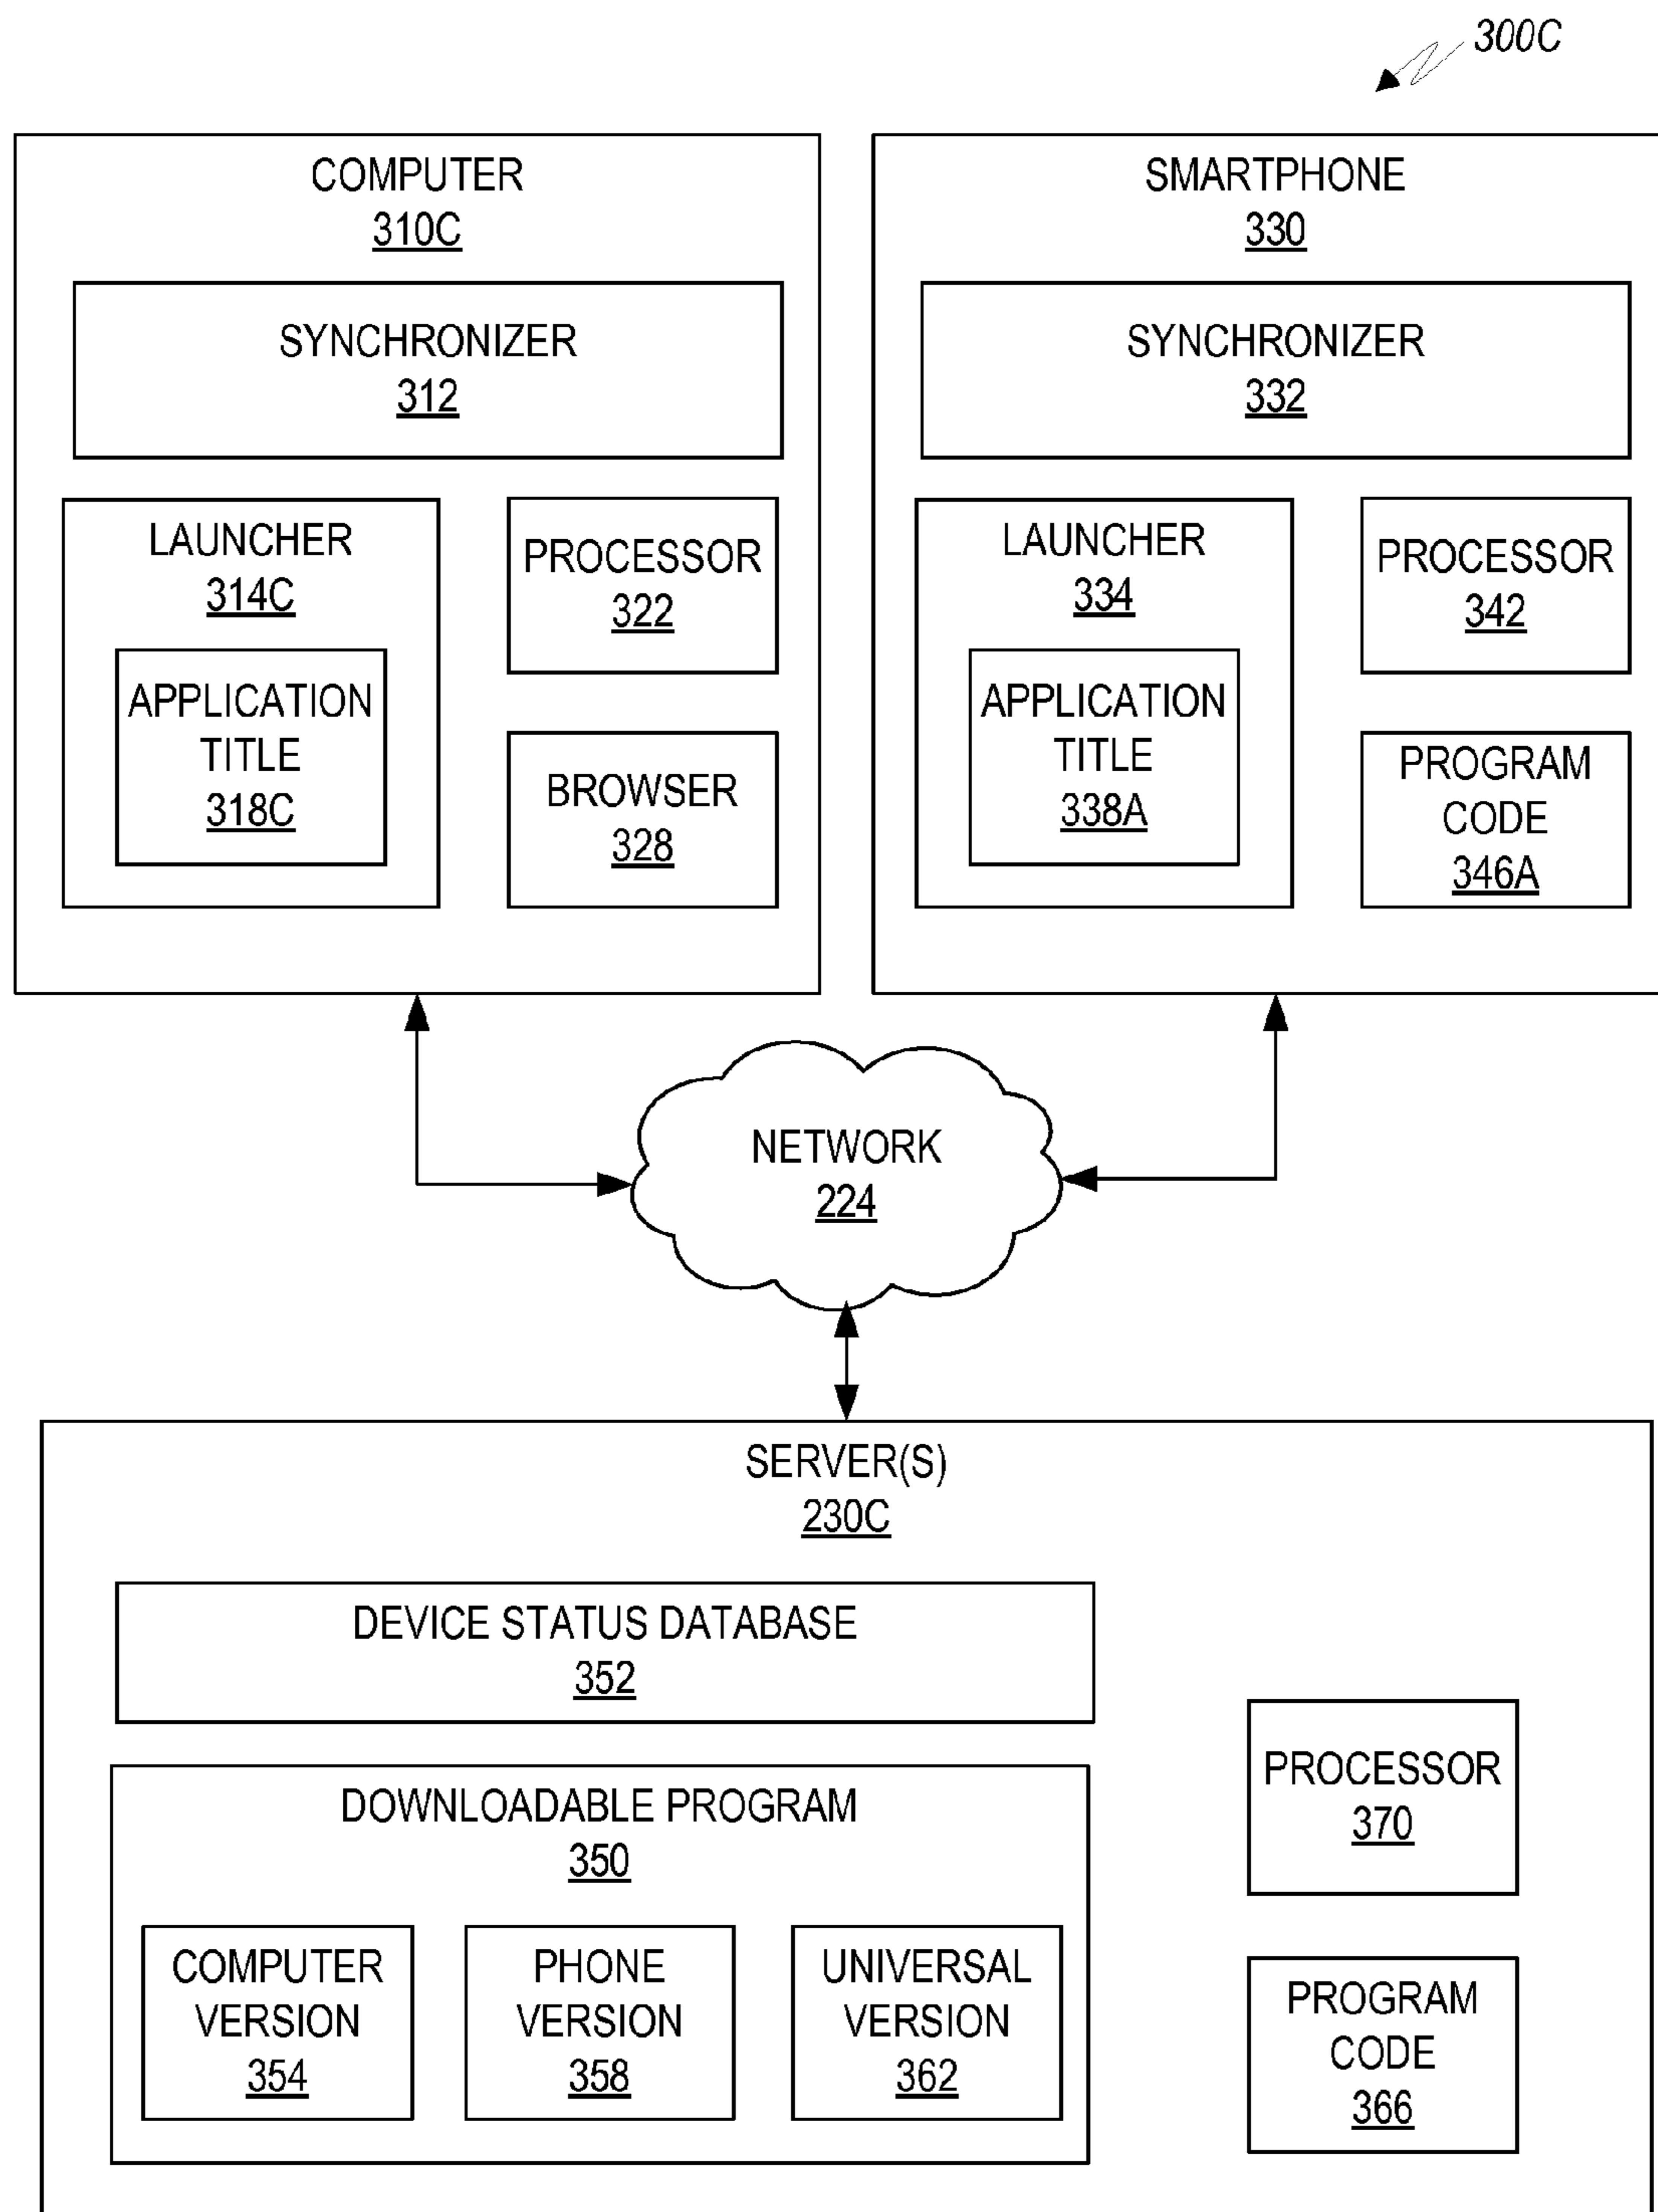 300C
COMPUTER
310C
SYNCHRONIZER
312
LAUNCHER
314C
APPLICATION
TITLE
318C
PROCESSOR
322
BROWSER
328
SMARTPHONE
330
SYNCHRONIZER
332
LAUNCHER
334
APPLICATION
TITLE
338A
PROCESSOR
342
PROGRAM
CODE
346A
NETWORK
224
SERVER(S)
230C
DEVICE STATUS DATABASE
352
DOWNLOADABLE PROGRAM
350
COMPUTER
VERSION
354
PHONE
VERSION
358
UNIVERSAL
VERSION
362
PROCESSOR
370
PROGRAM
CODE
366